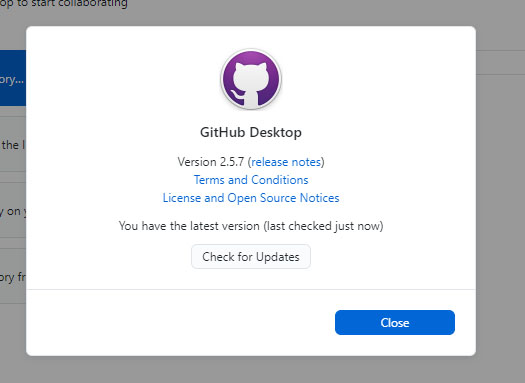 op to start collaborating
ory...
GitHub Desktop
the l
Version 2.5.7 (release notes)
Terms and Conditions
License and Open Source Notices
y on y
You have the latest version (last checked just now)
Check for Updates
ory fr
Close